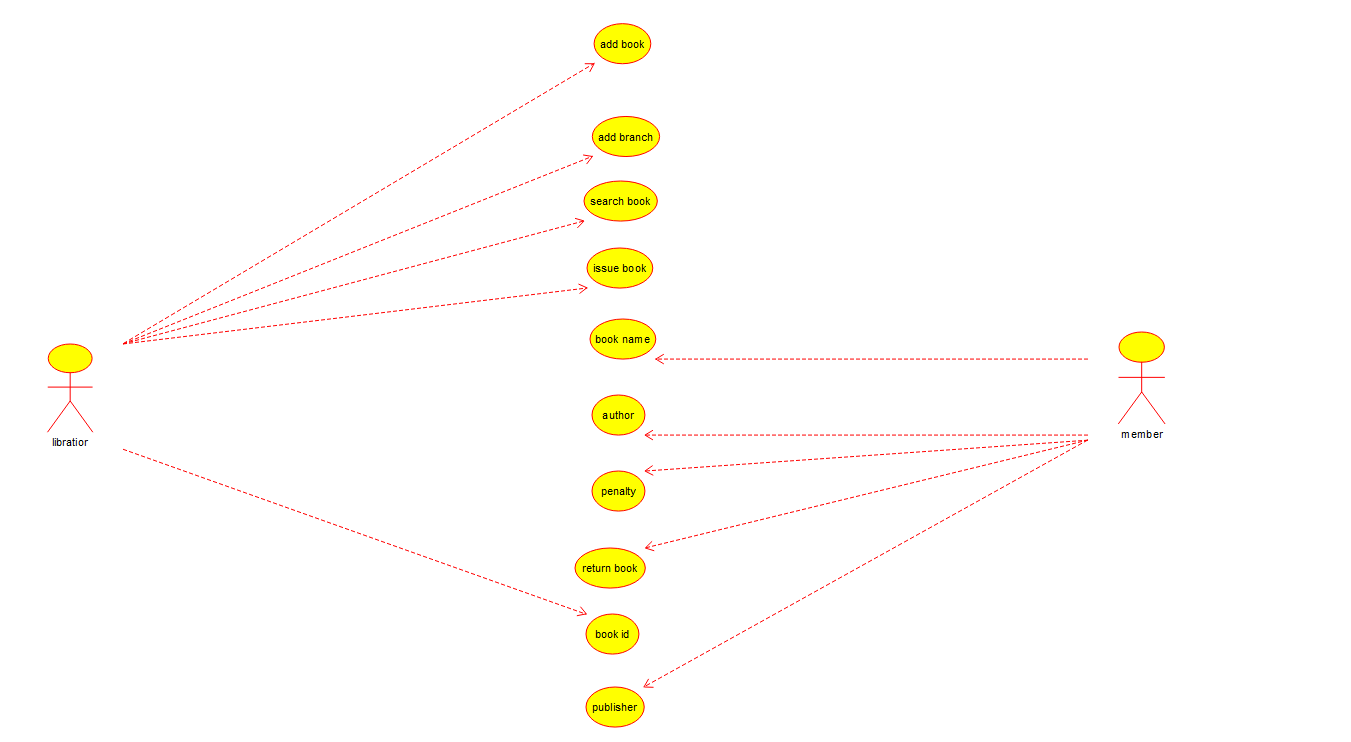 add book
add branch
search book
issue book
book name
author
penalty
return book
book id
publisher
libratior
member